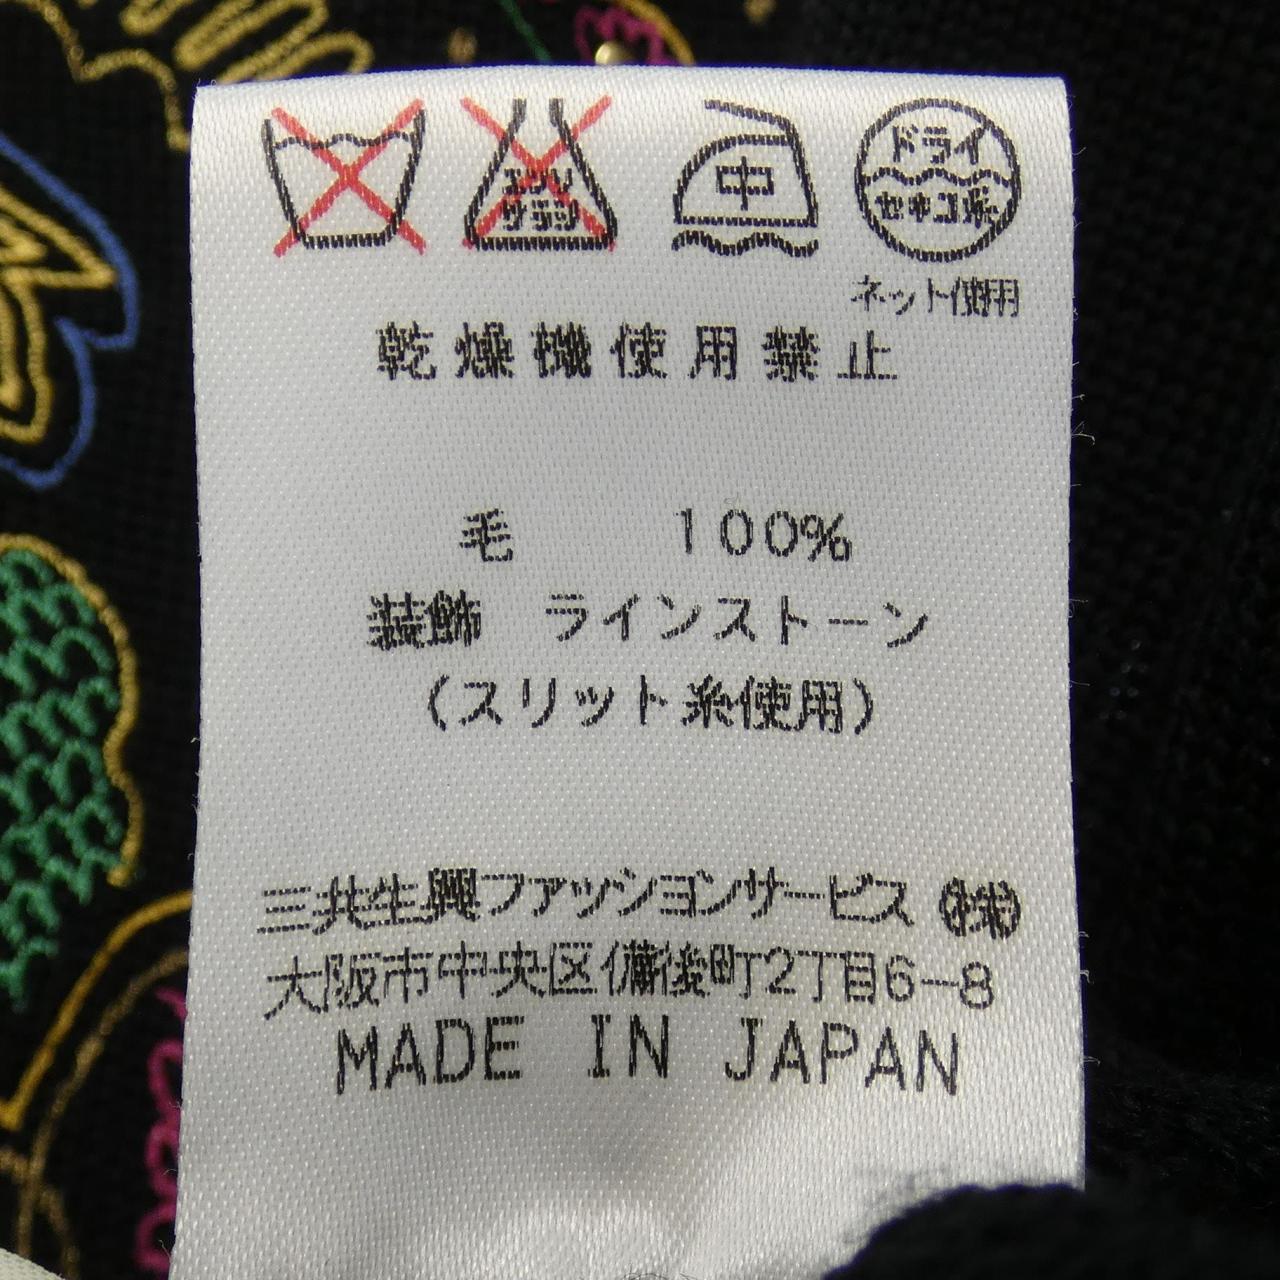 エンソ
サラシ
中
ドライ
セキユ系
ネット使用
乾燥機使用禁止
毛 100%
装飾 ラインストーン
(スリット糸使用)
三共生興ファッションサービス(株)
大阪市中央区備後町2丁目6-8
MADE IN JAPAN